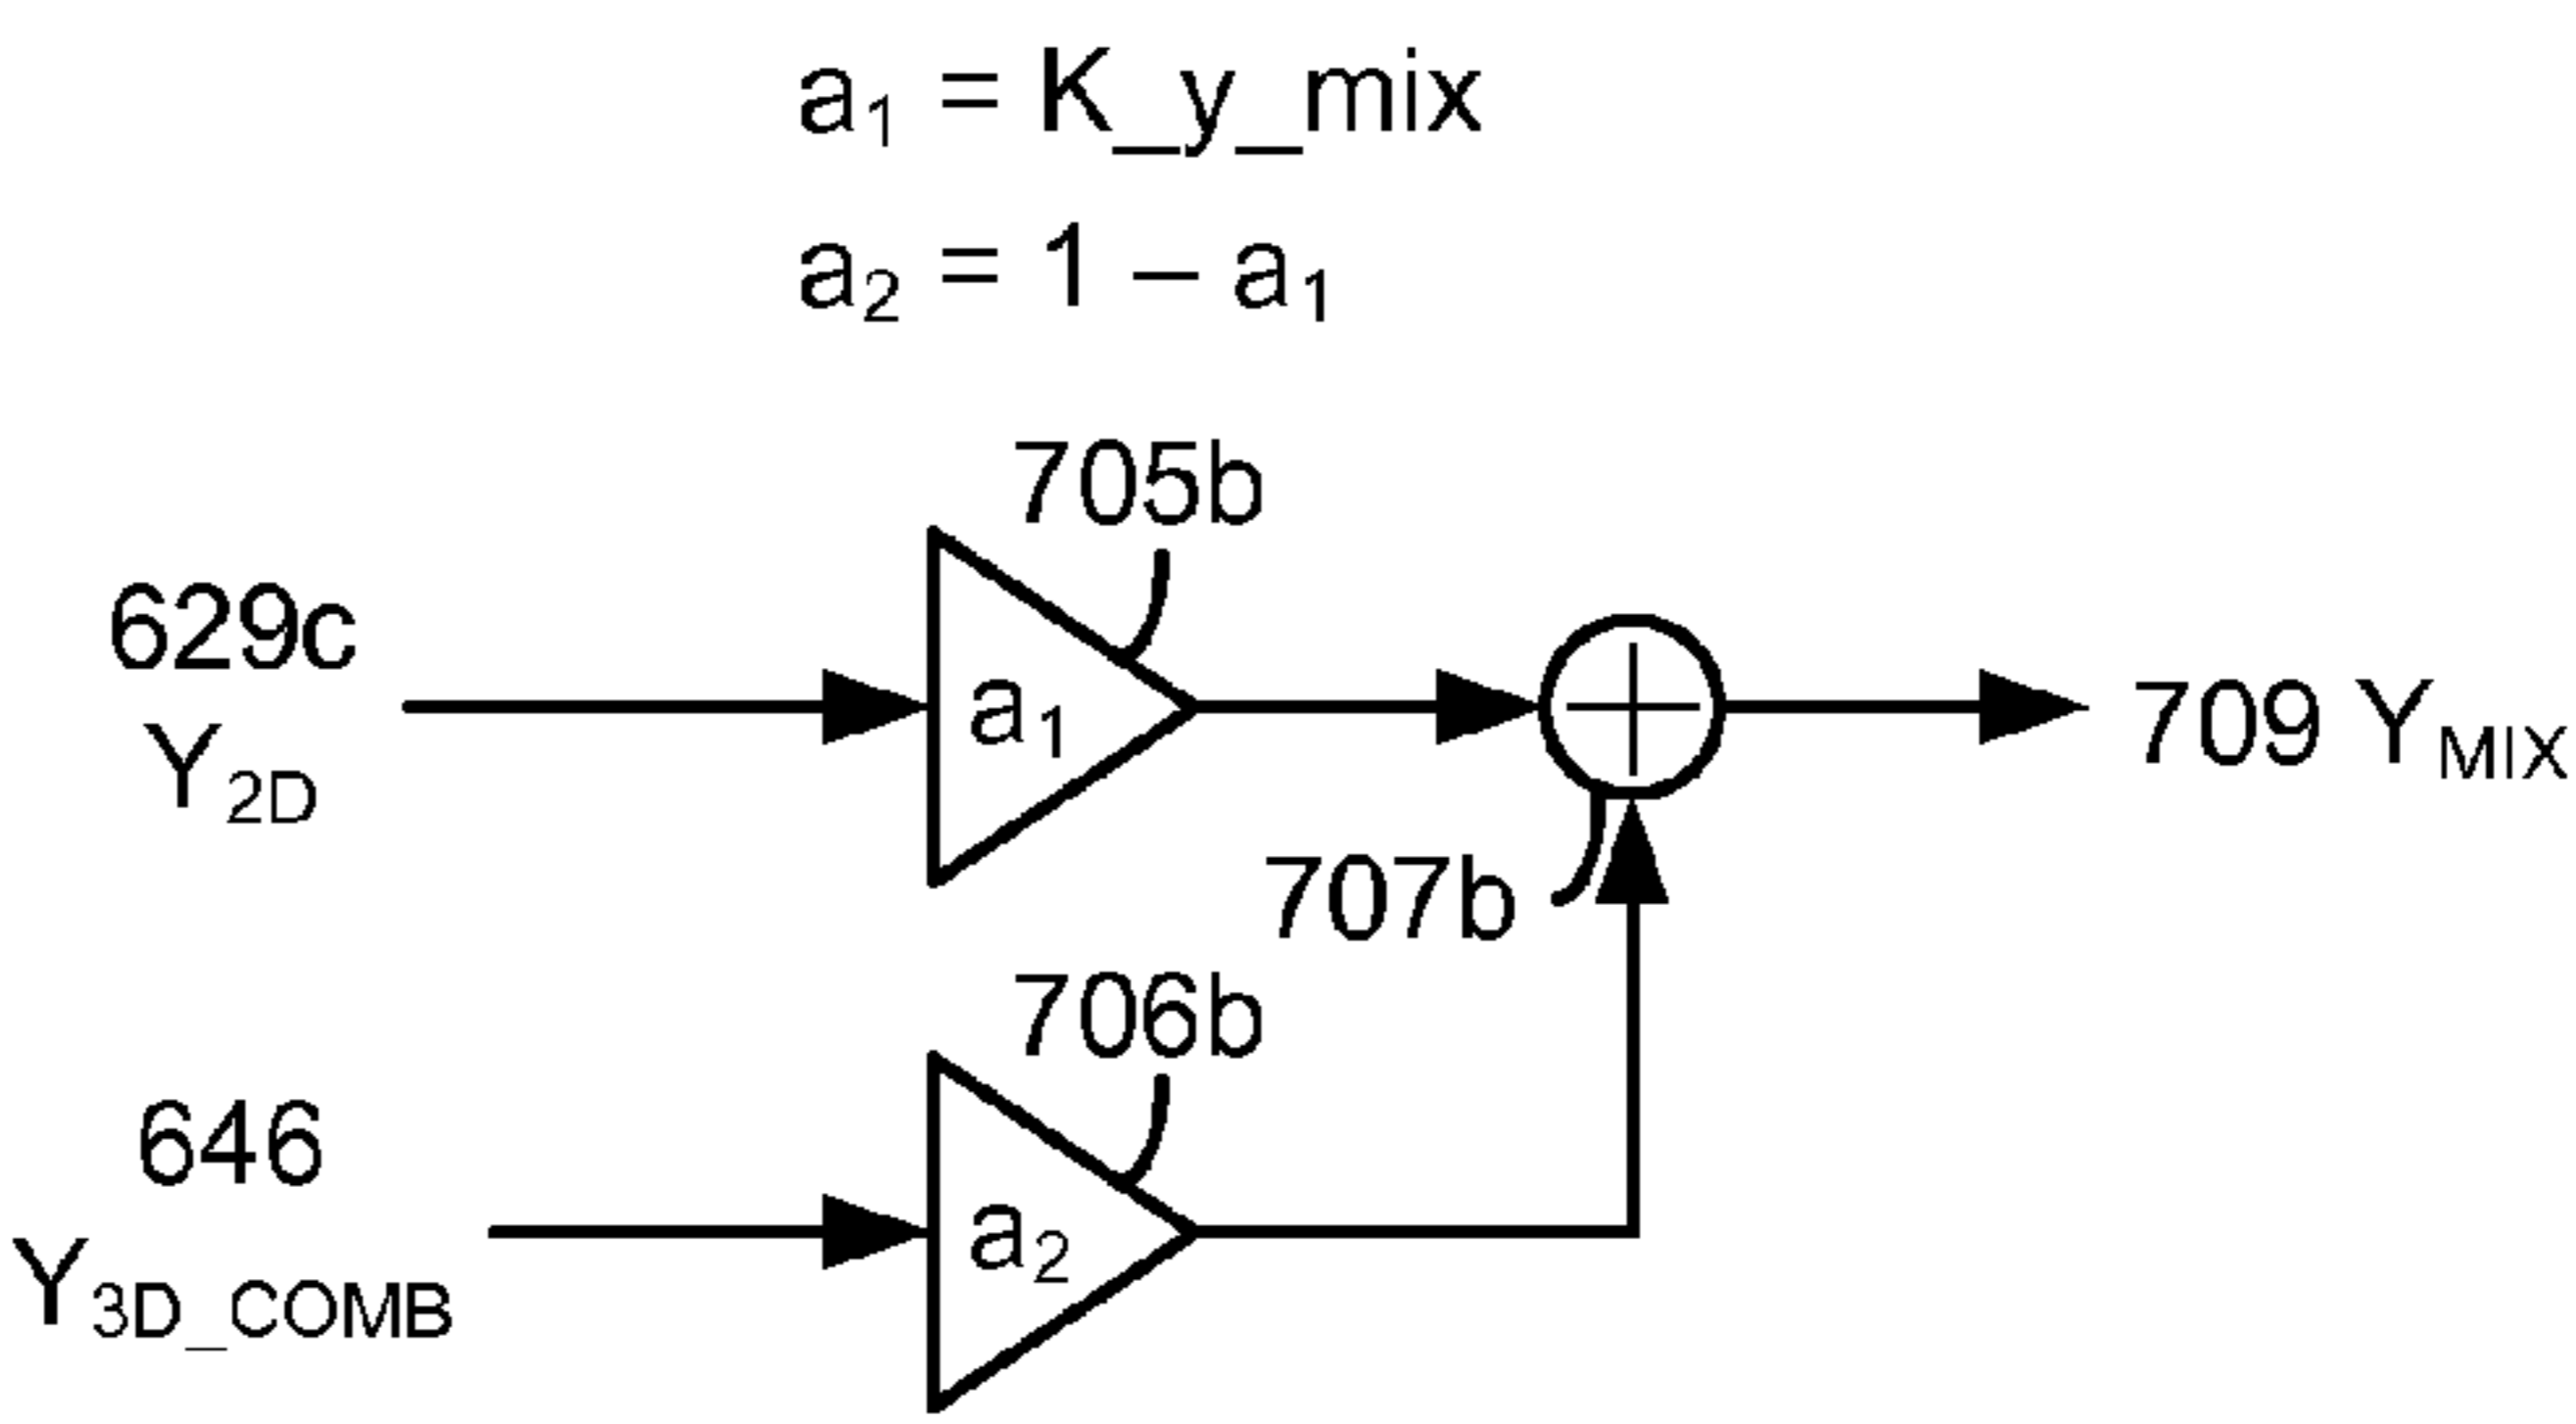 a₁ = K_y_mix
a₂ = 1 – a₁
705b
629c
Y₂D
a₁
709 YMIX
707b
706b
646
Y3D_COMB
a₂